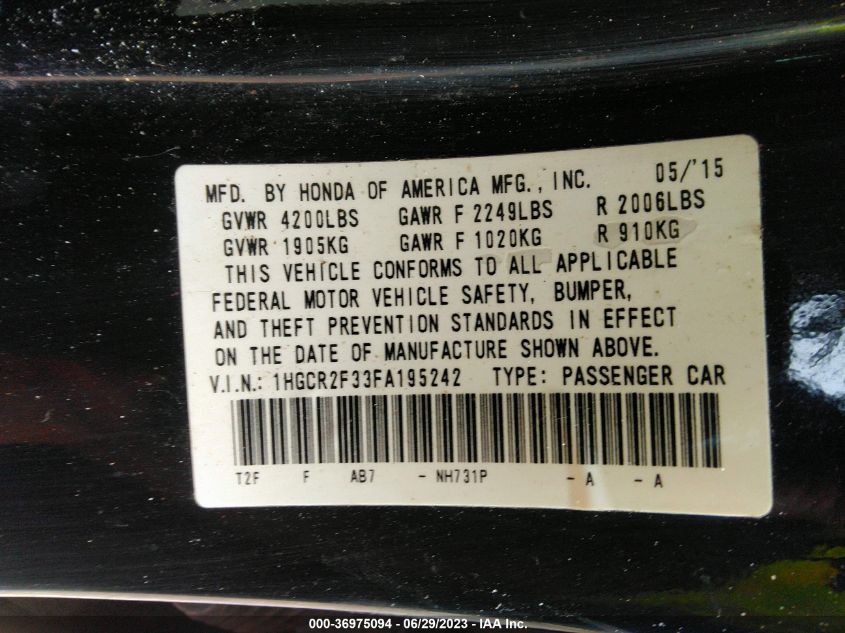 MFD. BY HONDA OF AMERICA MFG., INC. 05/'15
GVWR 4200LBS GAWR F 2249LBS R 2006LBS
GVWR 1905KG GAWR F 1020KG R 910KG
THIS VEHICLE CONFORMS TO ALL APPLICABLE
FEDERAL MOTOR VEHICLE SAFETY, BUMPER,
AND THEFT PREVENTION STANDARDS IN EFFECT
ON THE DATE OF MANUFACTURE SHOWN ABOVE.
V.I.N.: 1HGCR2F33FA195242 TYPE: PASSENGER CAR
T2F F AB7 - NH731P - A - A
000-36975094 - 06/29/2023 - IAA Inc.